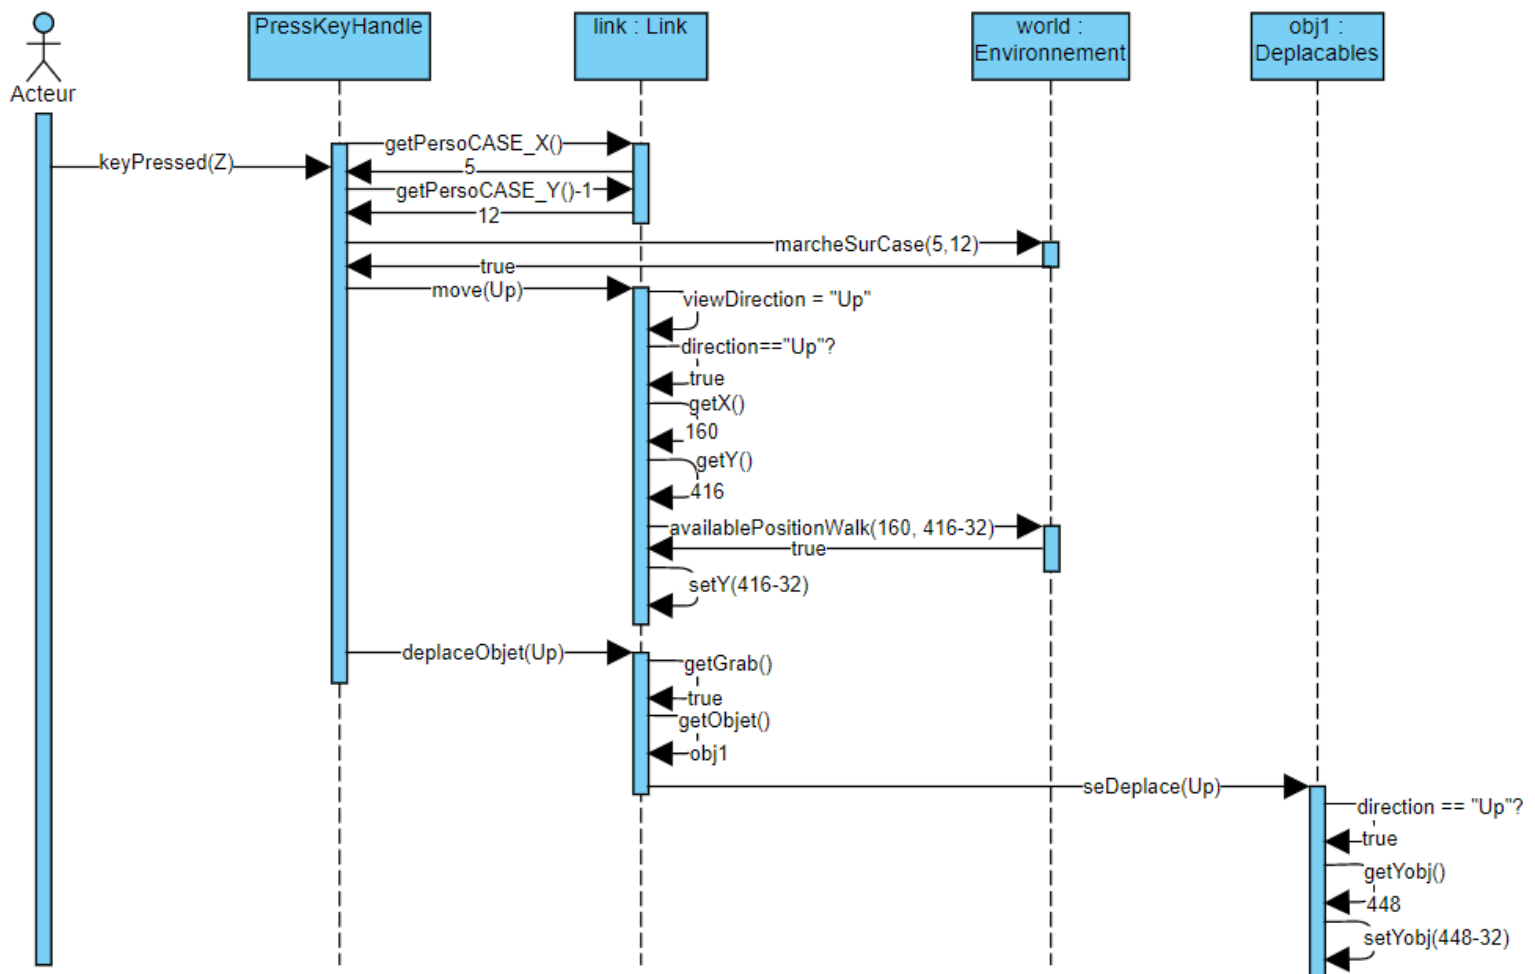 PressKeyHandle
link : Link
world :
Environnement
obj1 :
Deplacables
Acteur
getPersoCASE_X()
keyPressed(Z)
5
getPersoCASE_Y()-1
12
marcheSurCase(5,12)
true
move(Up)
viewDirection = "Up"
direction=="Up"?
true
getX()
160
getY()
416
availablePositionWalk(160, 416-32)
true
setY(416-32)
deplaceObjet(Up)
getGrab()
true
getObjet()
obj1
seDeplace(Up)
direction == "Up"?
true
getYobj()
448
setYobj(448-32)